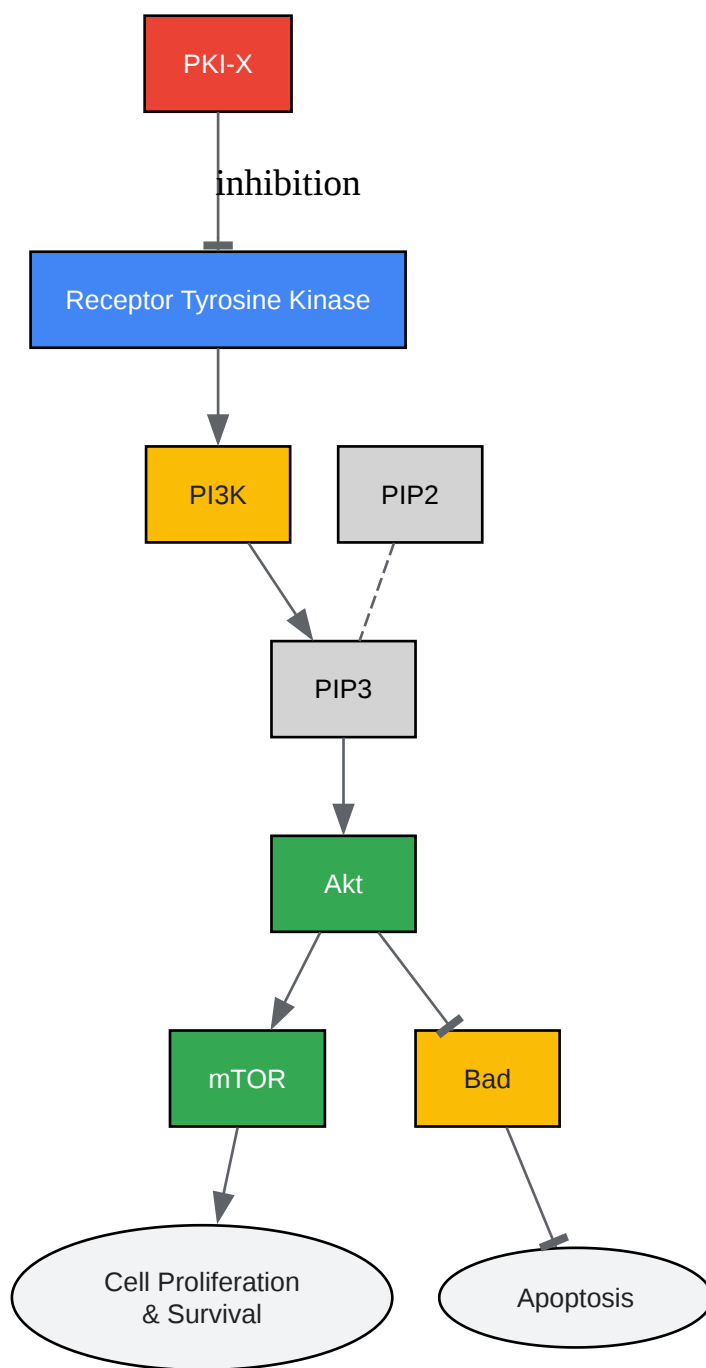 PKI-X
inhibition
Receptor Tyrosine Kinase
PI3K
PIP2
PIP3
Akt
mTOR
Bad
Cell Proliferation
& Survival
Apoptosis